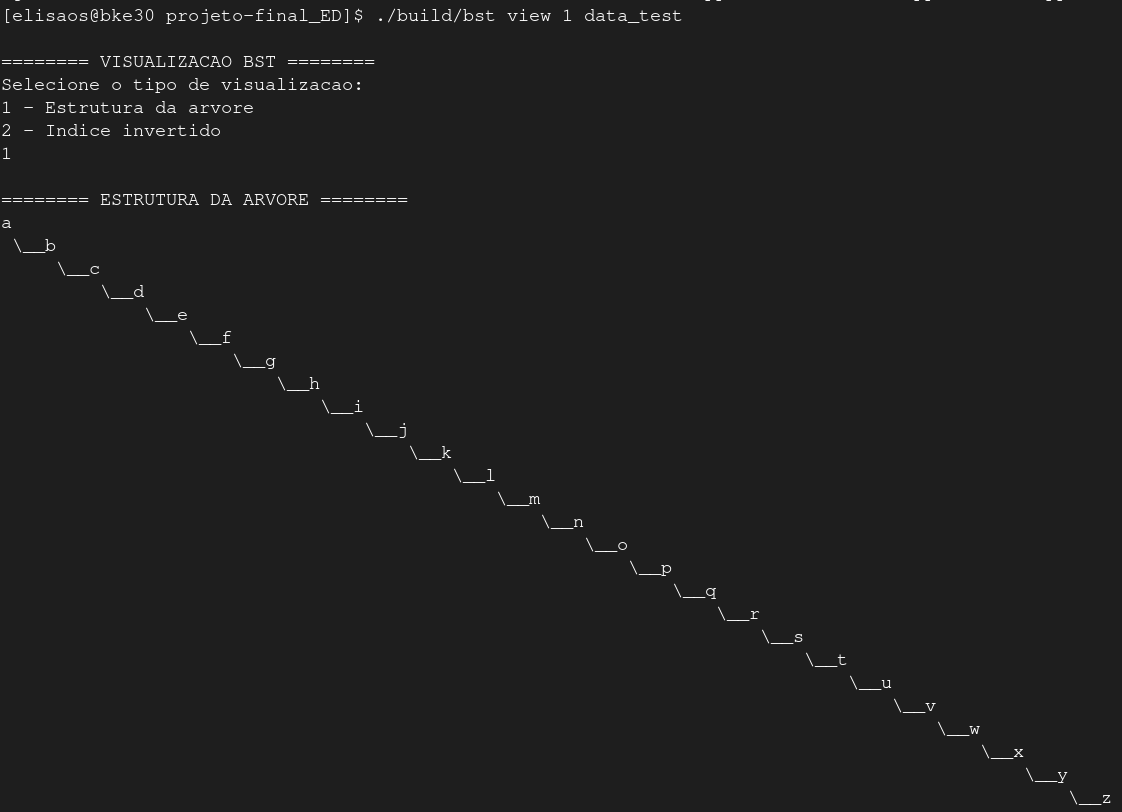 [elisaos@bke30 projeto-final_ED]$ ./build/bst view 1 data_test
======== VISUALIZACAO BST ========
Selecione o tipo de visualizacao:
1 - Estrutura da arvore
2 - Indice invertido
1
======== ESTRUTURA DA ARVORE ========
a
 \__b
     \__c
         \__d
             \__e
                 \__f
                     \__g
                         \__h
                             \__i
                                 \__j
                                     \__k
                                         \__l
                                             \__m
                                                 \__n
                                                     \__o
                                                         \__p
                                                             \__q
                                                                 \__r
                                                                     \__s
                                                                         \__t
                                                                             \__u
                                                                                 \__v
                                                                                     \__w
                                                                                         \__x
                                                                                             \__y
                                                                                                 \__z